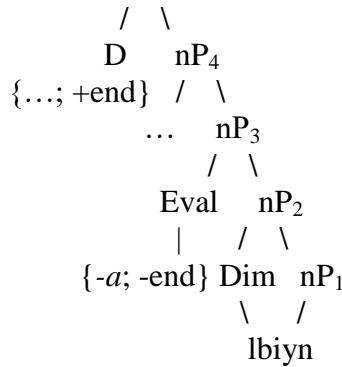 / \
D nP₄
{…; +end} / \
… nP₃
/ \
Eval nP₂
| / \
{-a; -end} Dim nP₁
\ /
lbiyn